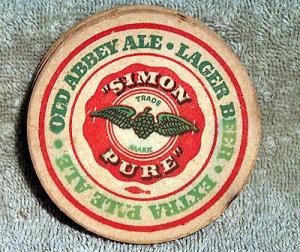 OLD ABBEY ALE • LAGER BEER • EXTRA PALE ALE •
"SIMON
TRADE
MARK
PURE"